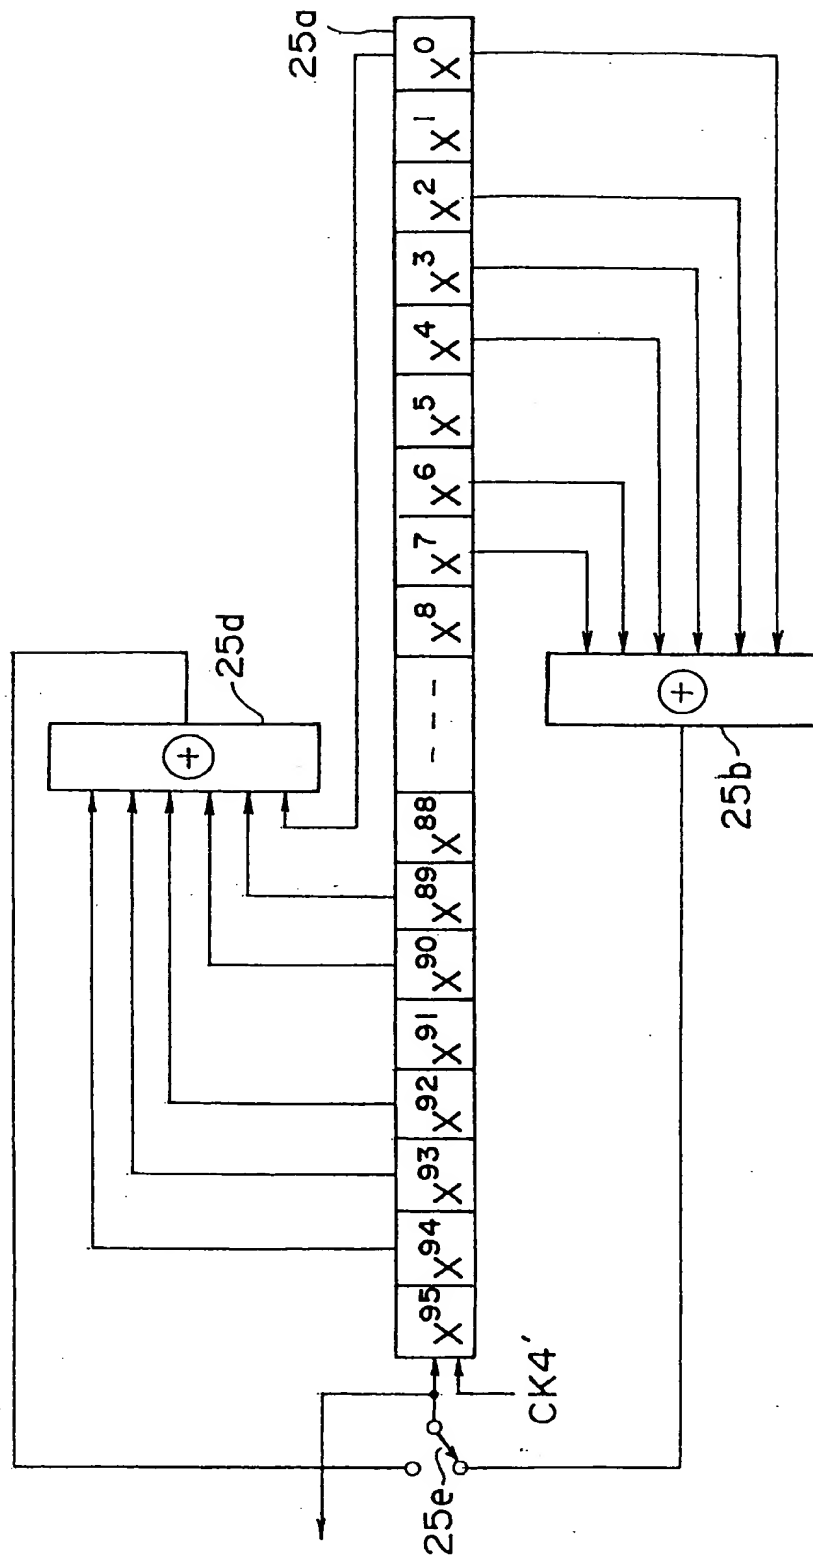 25a
X⁹⁵ X⁹⁴ X⁹³ X⁹² X⁹¹ X⁹⁰ X⁸⁹ X⁸⁸ --- X⁸ X⁷ X⁶ X⁵ X⁴ X³ X² X¹ X⁰
25d
+
25b
+
25e
CK4'